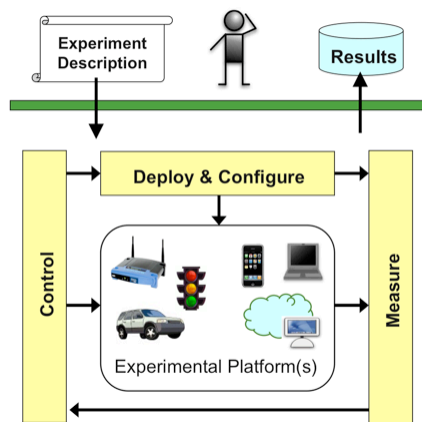 Experiment
Description
Results
Deploy & Configure
Control
Measure
Experimental Platform(s)